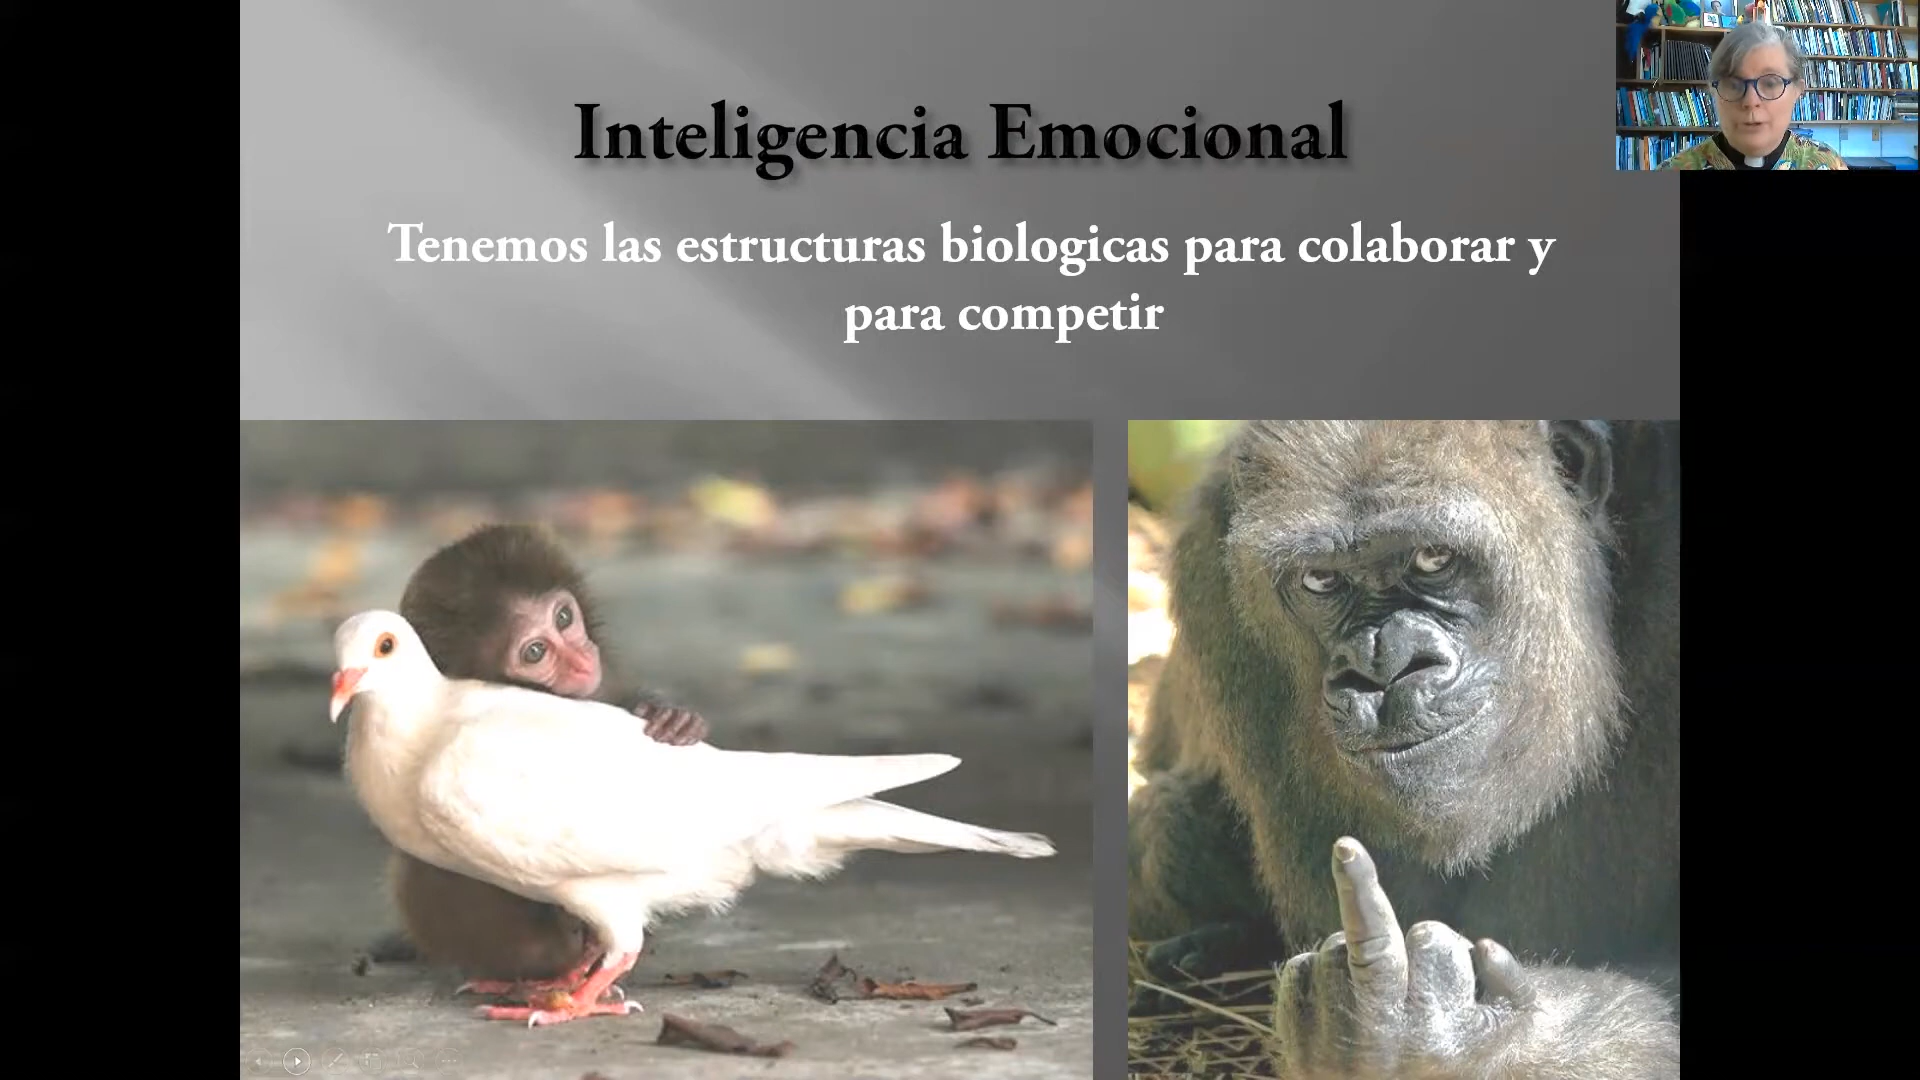 Inteligencia Emocional
Tenemos las estructuras biologicas para colaborar y
para competir